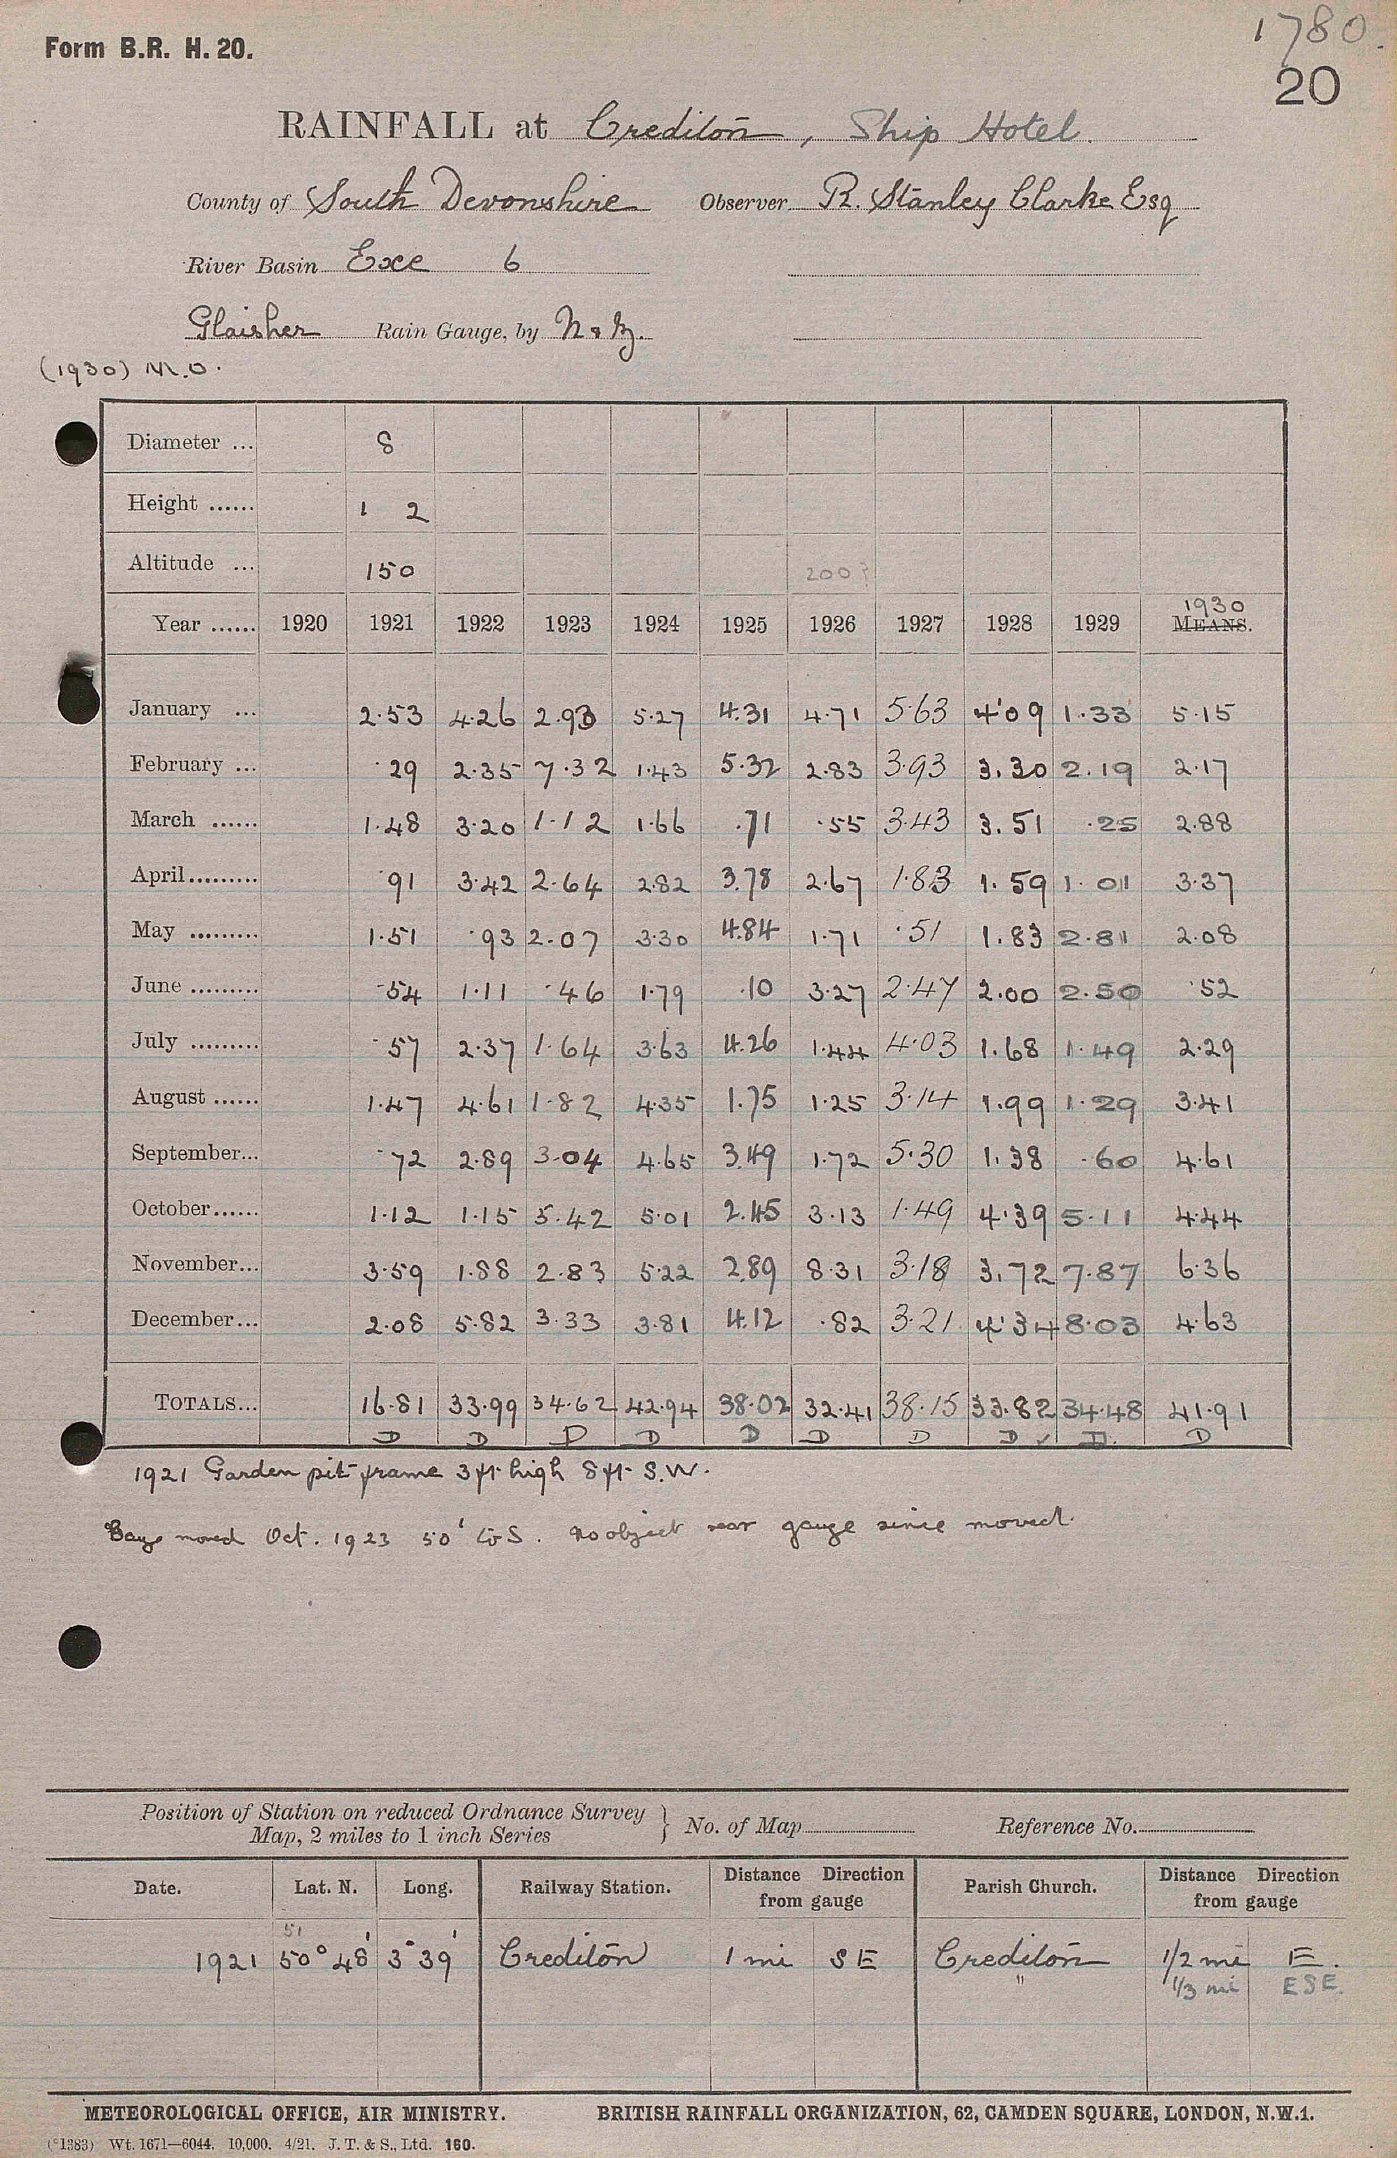 1780.
Form B.R. H. 20.
20
RAINFALL at Crediton, Ship Hotel.
County of South Devonshire Observer R. Stanley Clarke Esq
River Basin Exe 6
Glaisher Rain Gauge, by N & Z.
(1930) M.O.
Diameter ... 8
Height ...... 1 2
Altitude ... 150 200?
1930
Year ...... 1920 1921 1922 1923 1924 1925 1926 1927 1928 1929 MEANS.
January ... 2.53 4.26 2.93 5.27 4.31 4.71 5.63 4.09 1.33 5.15
February ... .29 2.35 7.32 1.43 5.32 2.83 3.93 3.30 2.19 2.17
March ...... 1.48 3.20 1.12 1.66 .71 .55 3.43 3.51 .25 2.88
April ......... .91 3.42 2.64 2.82 3.78 2.67 1.83 1.59 1.01 3.37
May ......... 1.51 .93 2.07 3.30 4.84 1.71 .51 1.83 2.81 2.08
June ......... .54 1.11 .46 1.79 .10 3.27 2.47 2.00 2.50 .52
July ......... .57 2.37 1.64 3.63 4.26 1.44 4.03 1.68 1.49 2.29
August ...... 1.47 4.61 1.82 4.35 1.75 1.25 3.14 1.99 1.29 3.41
September... .72 2.89 3.04 4.65 3.49 1.72 5.30 1.38 .60 4.61
October...... 1.12 1.15 5.42 5.01 2.45 3.13 1.49 4.39 5.11 4.44
November... 3.59 1.88 2.83 5.22 2.89 8.31 3.18 3.72 7.87 6.36
December... 2.08 5.82 3.33 3.81 4.12 .82 3.21 4.34 8.03 4.63
TOTALS... 16.81 33.99 34.62 42.94 38.02 32.41 38.15 33.82 34.48 41.91
D D D D D D D D ✓ D. D
1921 Garden pit frame 3 ft high 8 ft S.W.
moved Oct. 1923 50' to S. No object near gauge since moved.
Position of Station on reduced Ordnance Survey
Map, 2 miles to 1 inch Series } No. of Map Reference No.
Date. Lat. N. Long. Railway Station. Distance Direction from gauge Parish Church. Distance Direction from gauge
51
1921 50° 48' 3° 39' Crediton 1 mi SE Crediton 1/2 mi E.
" 1/3 mi ESE.
METEOROLOGICAL OFFICE, AIR MINISTRY. BRITISH RAINFALL ORGANIZATION, 62, CAMDEN SQUARE, LONDON, N.W.1.
(*1383) Wt. 1671—6044. 10,000. 4/21. J. T. & S., Ltd. 160.